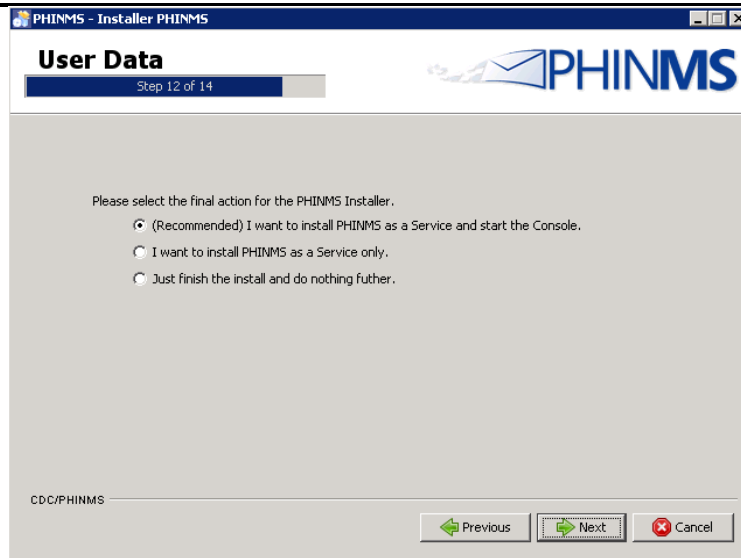 PHINMS - Installer PHINMS
User Data
PHINMS
Step 12 of 14
Please select the final action for the PHINMS Installer.
(Recommended) I want to install PHINMS as a Service and start the Console.
I want to install PHINMS as a Service only.
Just finish the install and do nothing futher.
CDC/PHINMS
Previous
Next
Cancel